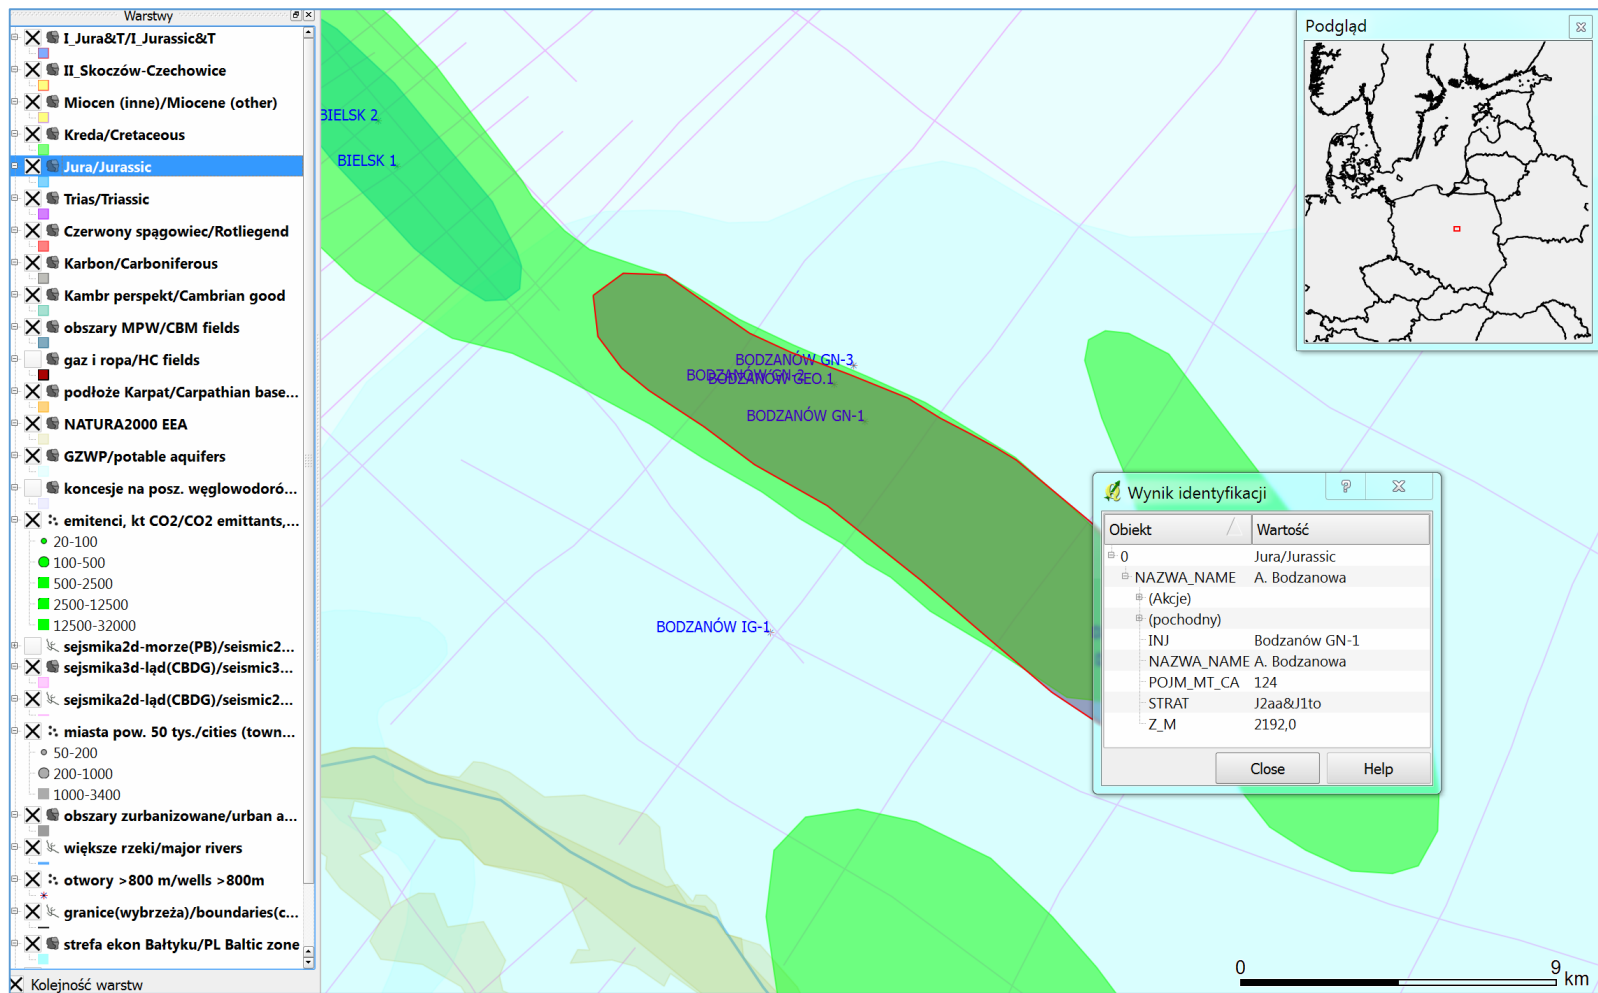 Warstwy
I_Jura&T/I_Jurassic&T
II_Skoczów-Czechowice
Miocen (inne)/Miocene (other)
Kreda/Cretaceous
Jura/Jurassic
Trias/Triassic
Czerwony spągowiec/Rotliegend
Karbon/Carboniferous
Kambr perspekt/Cambrian good
obszary MPW/CBM fields
gaz i ropa/HC fields
podłoże Karpat/Carpathian base...
NATURA2000 EEA
GZWP/potable aquifers
koncesje na posz. węglowodoró...
emitenci, kt CO2/CO2 emittants,...
20-100
100-500
500-2500
2500-12500
12500-32000
sejsmika2d-morze(PB)/seismic2...
sejsmika3d-ląd(CBDG)/seismic3...
sejsmika2d-ląd(CBDG)/seismic2...
miasta pow. 50 tys./cities (town...
50-200
200-1000
1000-3400
obszary zurbanizowane/urban a...
większe rzeki/major rivers
otwory >800 m/wells >800m
granice(wybrzeża)/boundaries(c...
strefa ekon Bałtyku/PL Baltic zone
Kolejność warstw
BIELSK 2
BIELSK 1
BODZANÓW GN-3
BODZANÓW GN-2
BODZANÓW GEO.1
BODZANÓW GN-1
BODZANÓW IG-1
Podgląd
Wynik identyfikacji
Obiekt Wartość
0 Jura/Jurassic
NAZWA_NAME A. Bodzanowa
(Akcje)
(pochodny)
INJ Bodzanów GN-1
NAZWA_NAME A. Bodzanowa
POJM_MT_CA 124
STRAT J2aa&J1to
Z_M 2192,0
Close Help
0 9 km